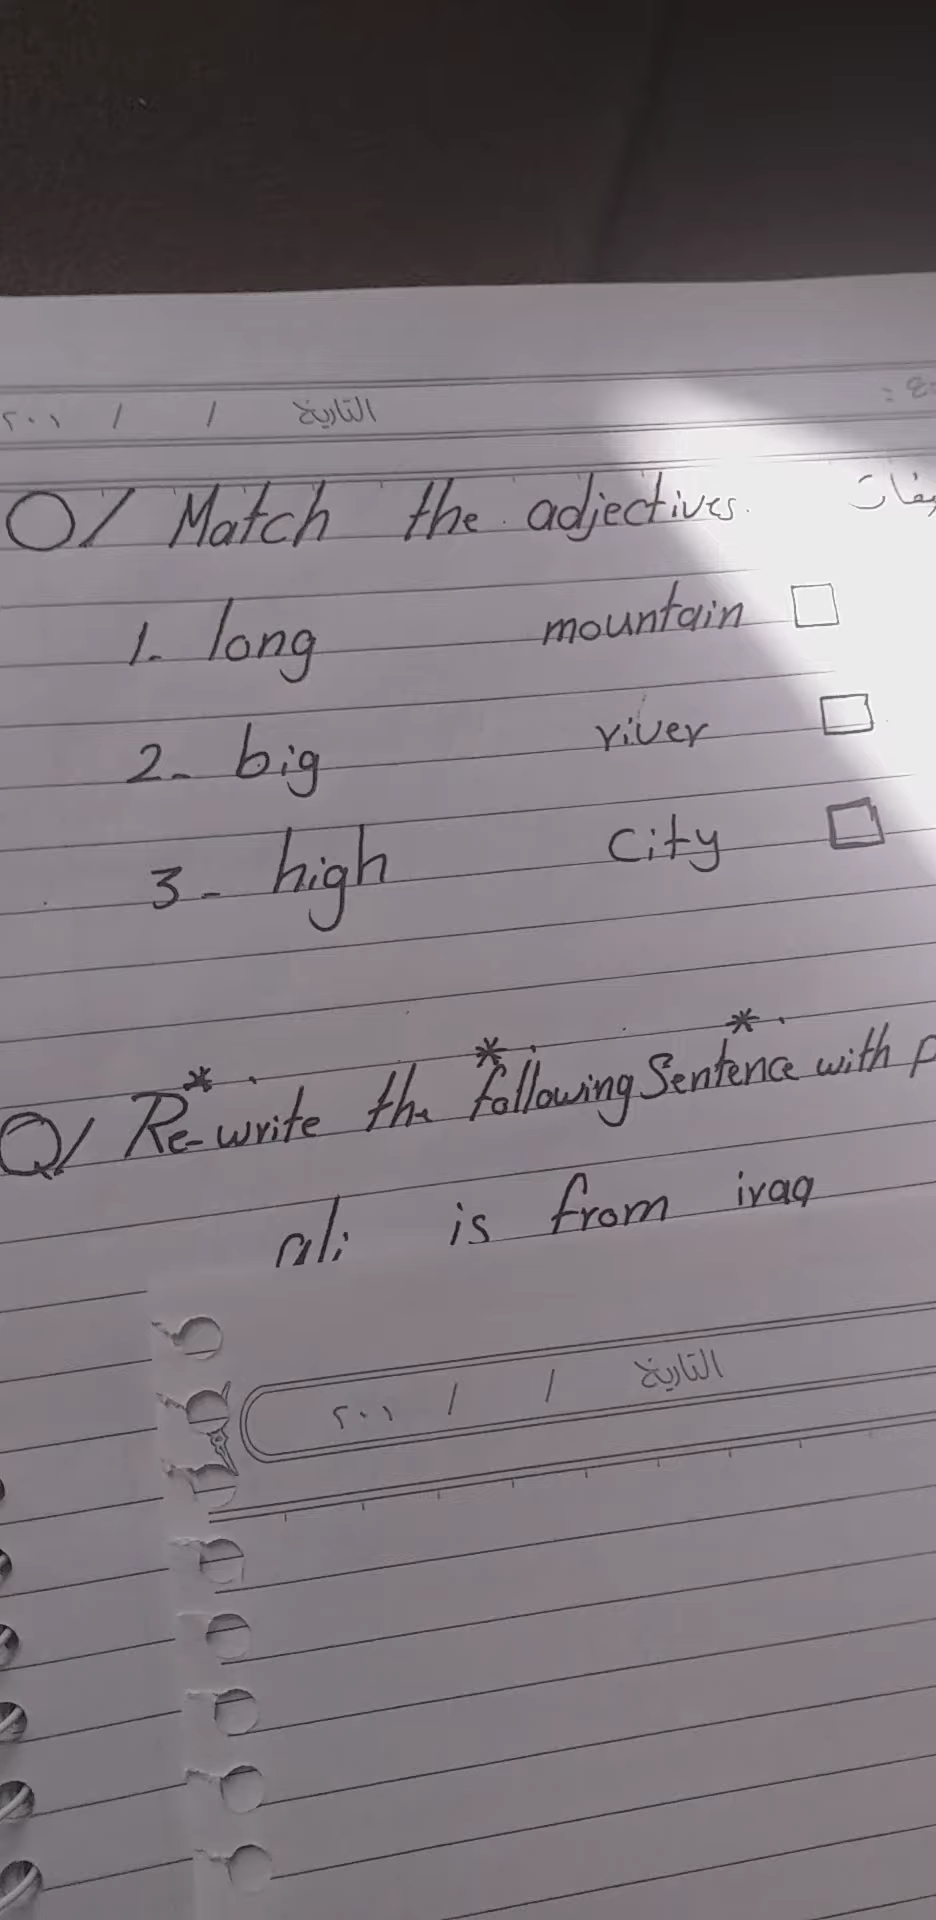 التاريخ / / ٢٠١
Q/ Match the adjectives.
1. long mountain
2- big river
3- high city
Q/ Re-write the following Sentence with
ali is from iraq
التاريخ / / ٢٠١